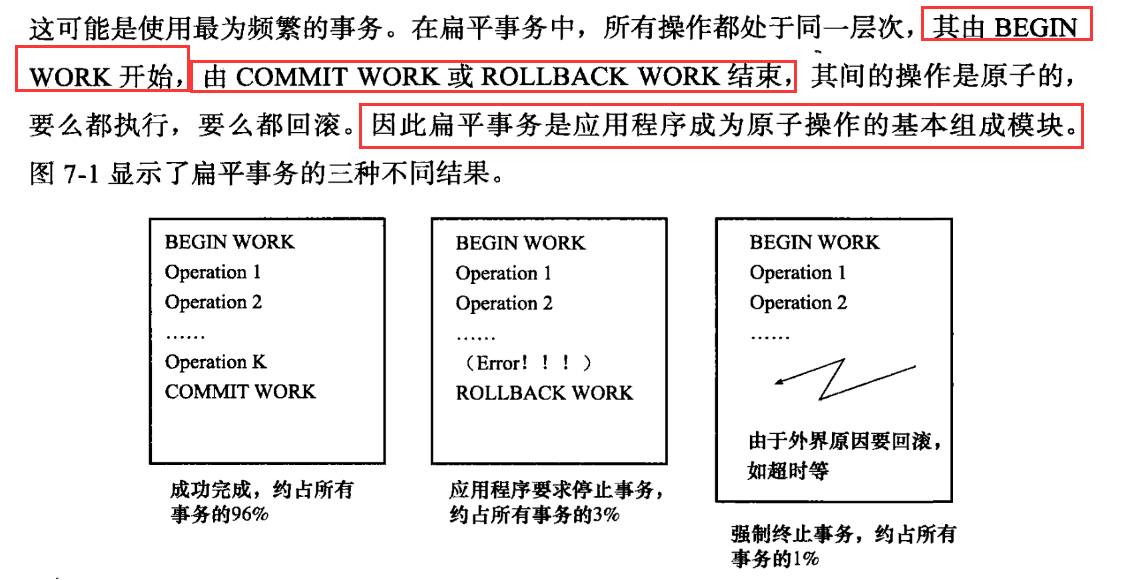 这可能是使用最为频繁的事务。在扁平事务中，所有操作都处于同一层次，其由 BEGIN
WORK 开始，由 COMMIT WORK 或 ROLLBACK WORK 结束，其间的操作是原子的，
要么都执行，要么都回滚。因此扁平事务是应用程序成为原子操作的基本组成模块。
图 7-1 显示了扁平事务的三种不同结果。
BEGIN WORK
Operation 1
Operation 2
……
Operation K
COMMIT WORK
成功完成，约占所有
事务的96%
BEGIN WORK
Operation 1
Operation 2
……
（Error！！！）
ROLLBACK WORK
应用程序要求停止事务，
约占所有事务的3%
BEGIN WORK
Operation 1
Operation 2
……
由于外界原因要回滚，
如超时等
强制终止事务，约占所有
事务的1%